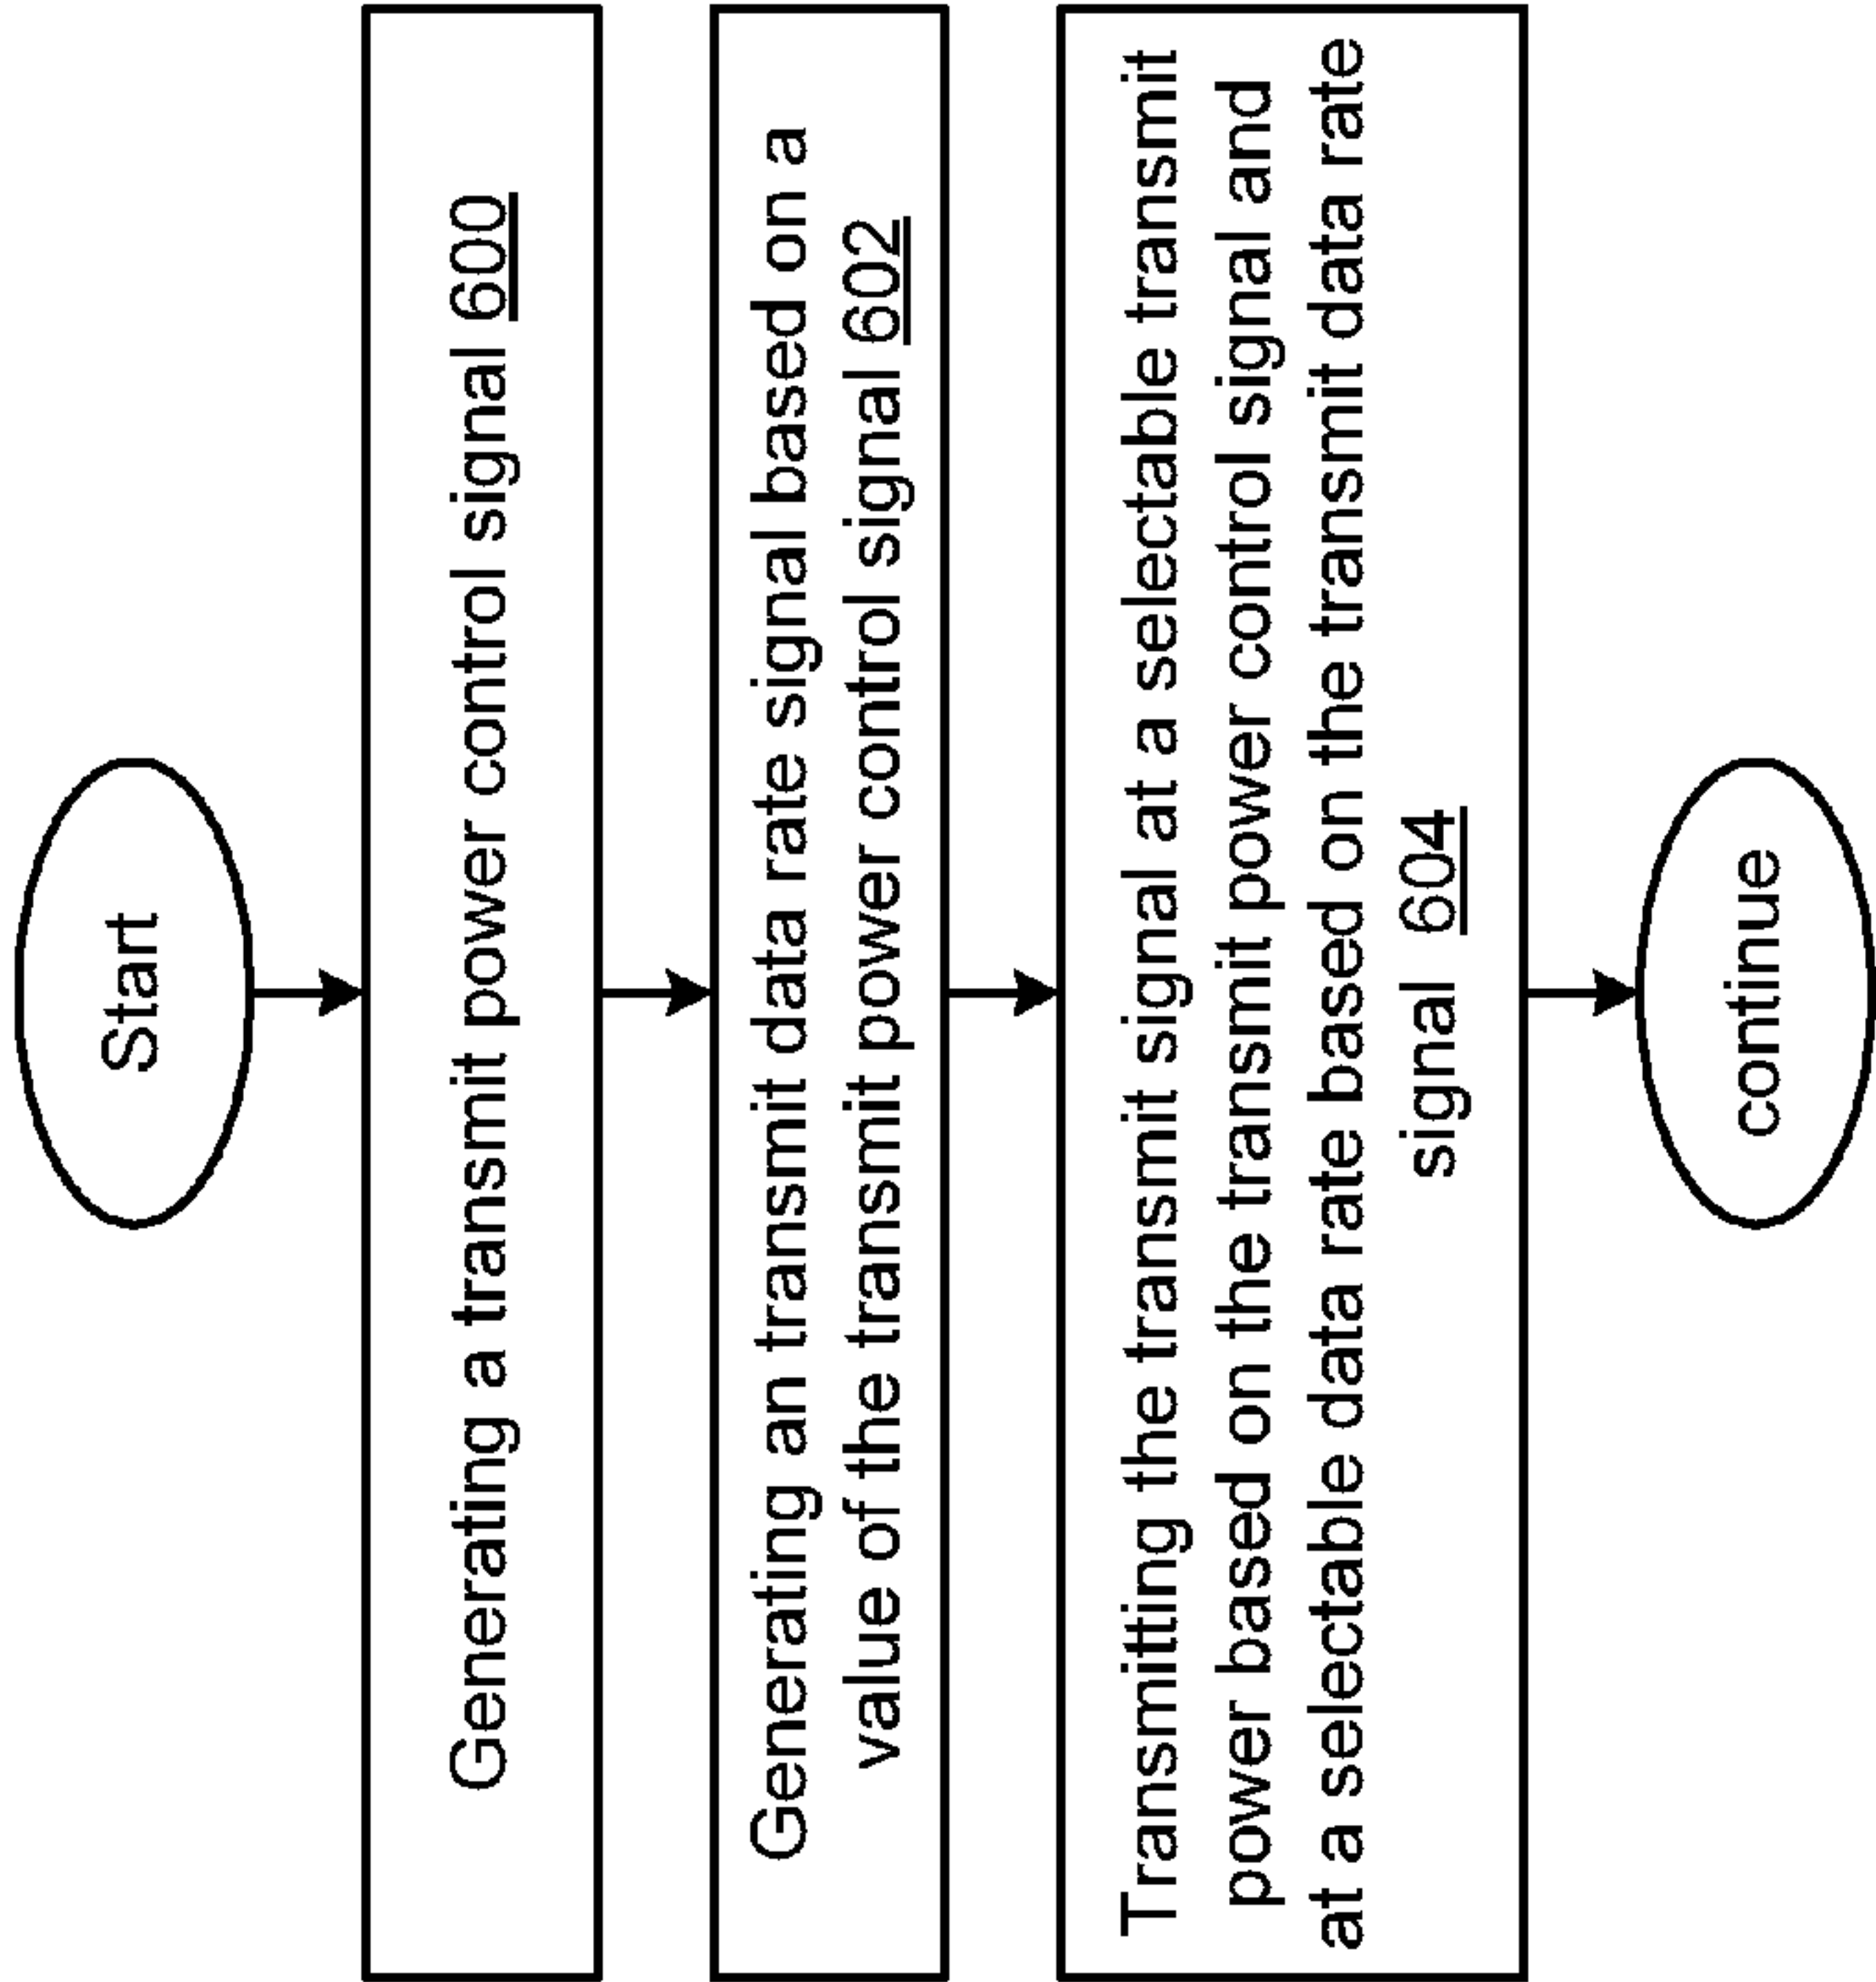 Start
Generating a transmit power control signal 600
Generating an transmit data rate signal based on a
value of the transmit power control signal 602
Transmitting the transmit signal at a selectable transmit
power based on the transmit power control signal and
at a selectable data rate based on the transmit data rate
signal 604
continue